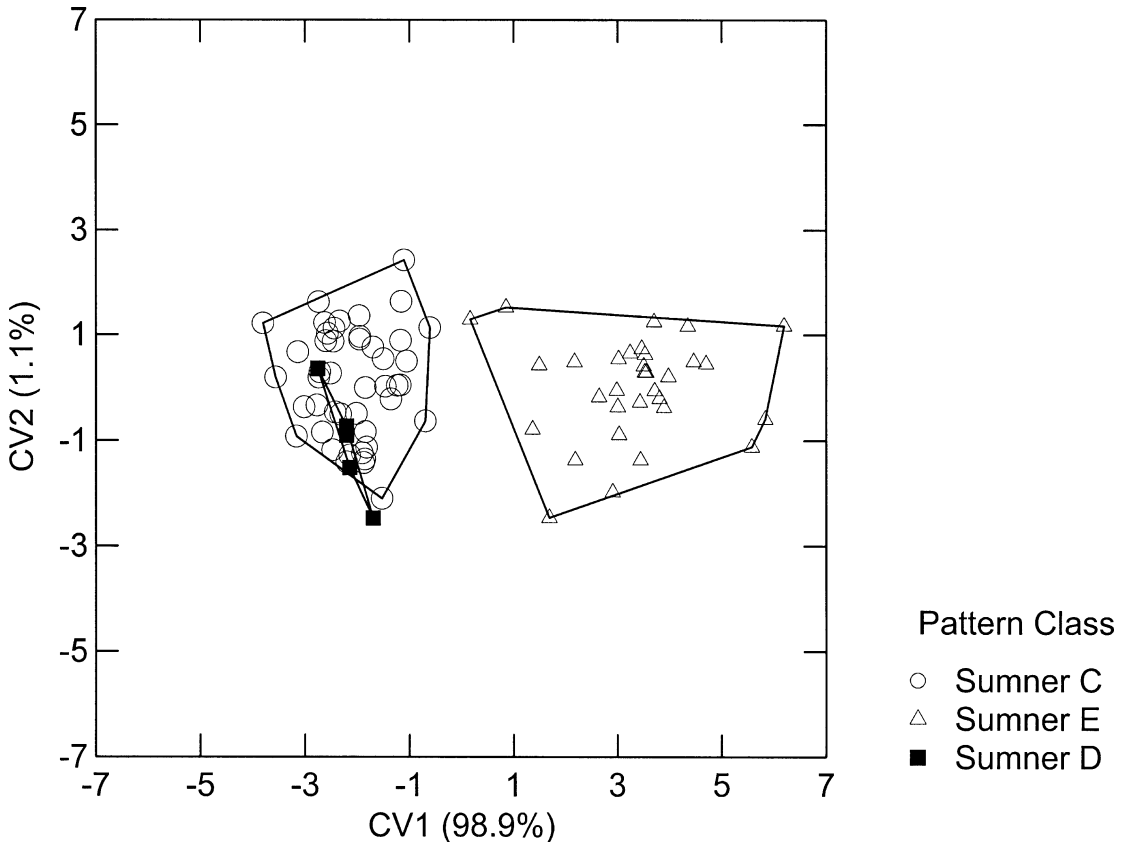 7
5
3
1
-1
-3
-5
-7
CV2 (1.1%)
-7 -5 -3 -1 1 3 5 7
CV1 (98.9%)
Pattern Class
Sumner C
Sumner E
Sumner D